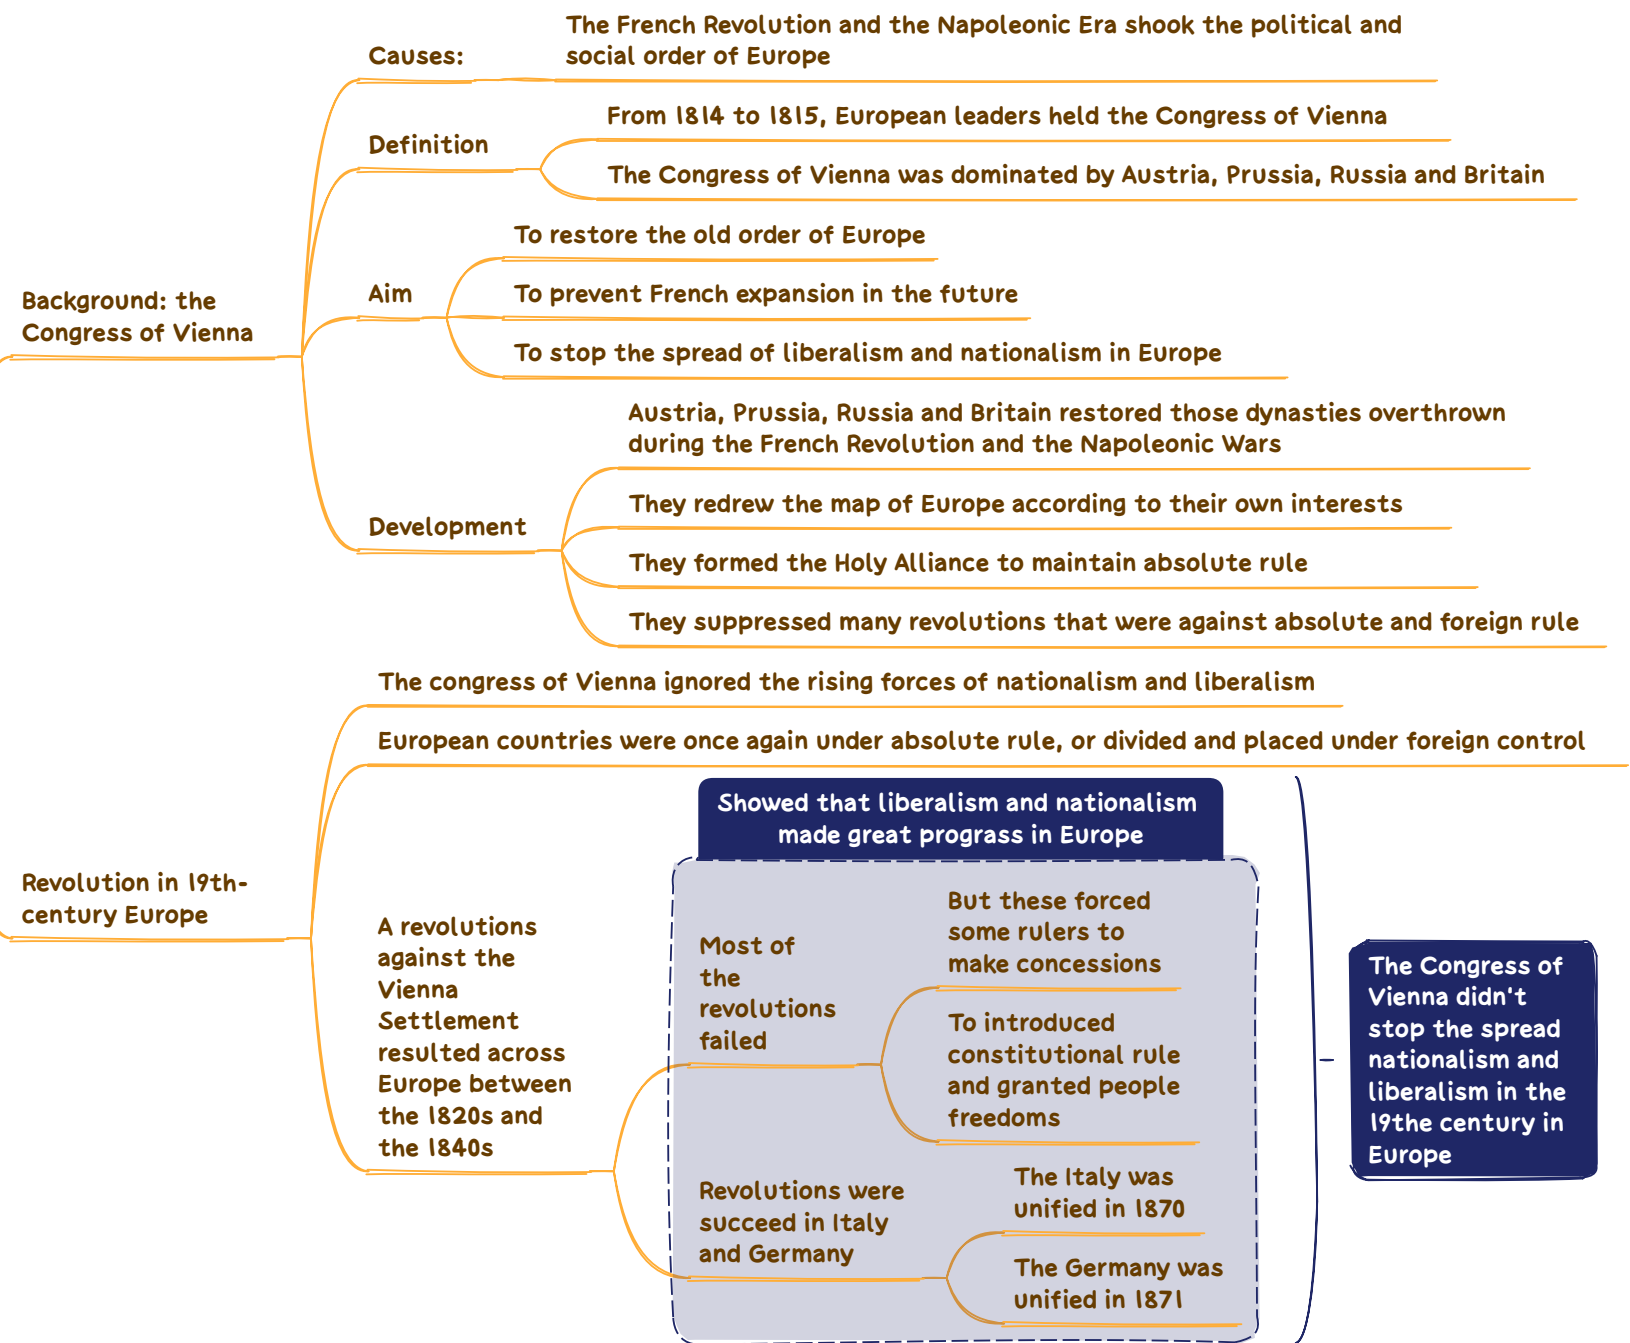 Causes:
The French Revolution and the Napoleonic Era shook the political and
social order of Europe
Definition
From 1814 to 1815, European leaders held the Congress of Vienna
The Congress of Vienna was dominated by Austria, Prussia, Russia and Britain
Background: the
Congress of Vienna
Aim
To restore the old order of Europe
To prevent French expansion in the future
To stop the spread of liberalism and nationalism in Europe
Development
Austria, Prussia, Russia and Britain restored those dynasties overthrown
during the French Revolution and the Napoleonic Wars
They redrew the map of Europe according to their own interests
They formed the Holy Alliance to maintain absolute rule
They suppressed many revolutions that were against absolute and foreign rule
Revolution in 19th-
century Europe
The congress of Vienna ignored the rising forces of nationalism and liberalism
European countries were once again under absolute rule, or divided and placed under foreign control
A revolutions
against the
Vienna
Settlement
resulted across
Europe between
the 1820s and
the 1840s
Showed that liberalism and nationalism
made great prograss in Europe
Most of
the
revolutions
failed
But these forced
some rulers to
make concessions
To introduced
constitutional rule
and granted people
freedoms
Revolutions were
succeed in Italy
and Germany
The Italy was
unified in 1870
The Germany was
unified in 1871
The Congress of
Vienna didn't
stop the spread
nationalism and
liberalism in the
19the century in
Europe